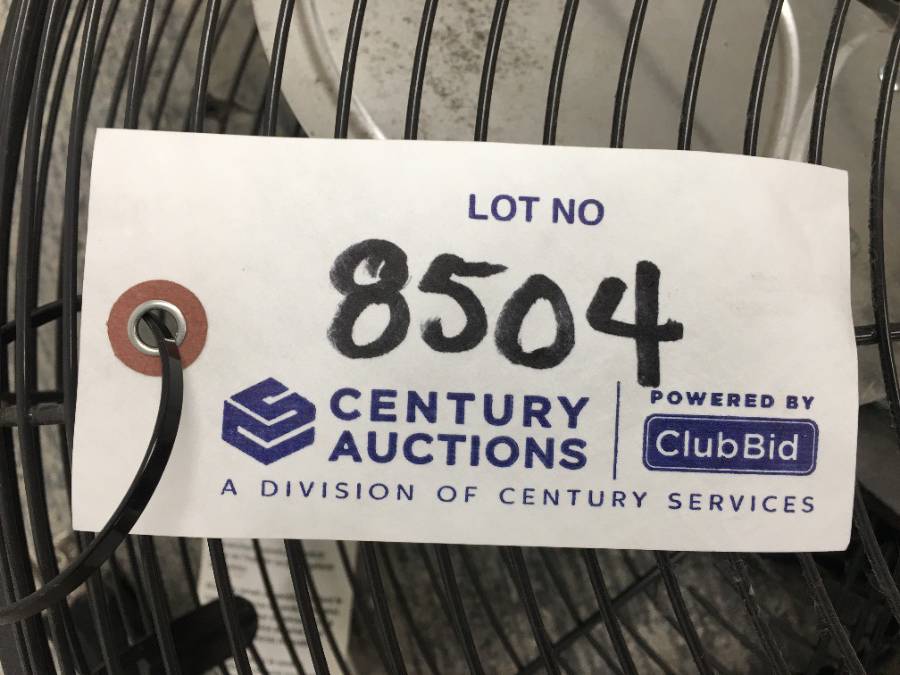 LOT NO
8504
CENTURY
AUCTIONS
POWERED BY
ClubBid
A DIVISION OF CENTURY SERVICES